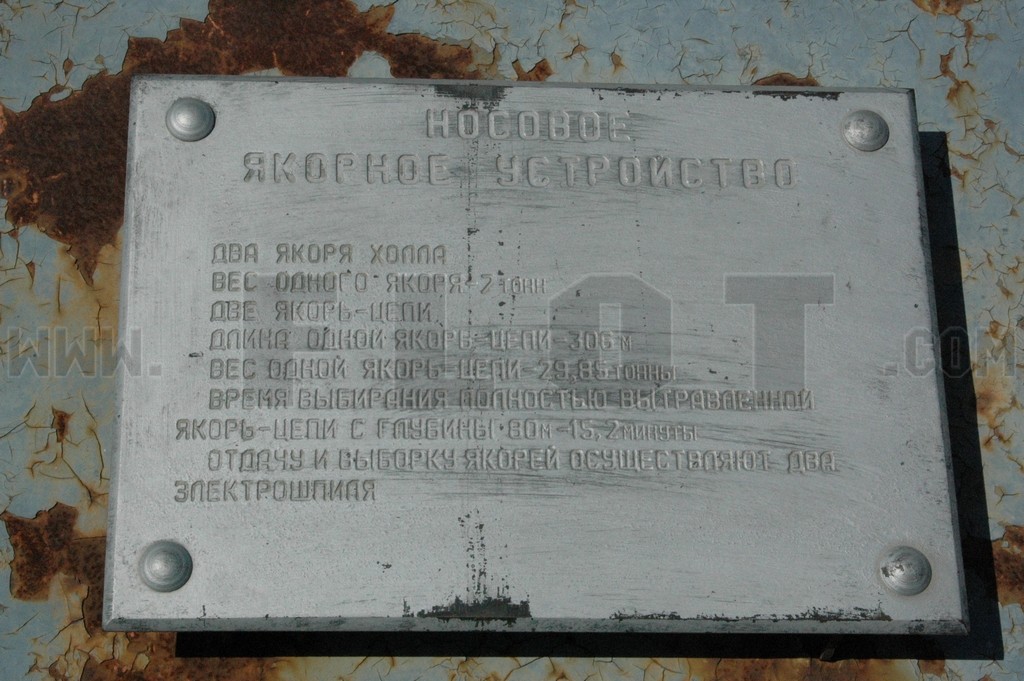 НОСОВОЕ
ЯКОРНОЕ УСТРОЙСТВО
ДВА ЯКОРЯ ХОЛЛА
ВЕС ОДНОГО ЯКОРЯ-7 ТОНН
ДВЕ ЯКОРЬ-ЦЕПИ.
ДЛИНА ОДНОЙ ЯКОРЬ-ЦЕПИ-306 М
ВЕС ОДНОЙ ЯКОРЬ-ЦЕПИ-29,85 ТОННЫ
ВРЕМЯ ВЫБИРАНИЯ ПОЛНОСТЬЮ ВЫТРАВЛЕННОЙ
ЯКОРЬ-ЦЕПИ С ГЛУБИНЫ-80М-15,2 МИНУТЫ
ОТДАЧУ И ВЫБОРКУ ЯКОРЕЙ ОСУЩЕСТВЛЯЮТ ДВА
ЭЛЕКТРОШПИЛЯ
WWW.FLOT.COM